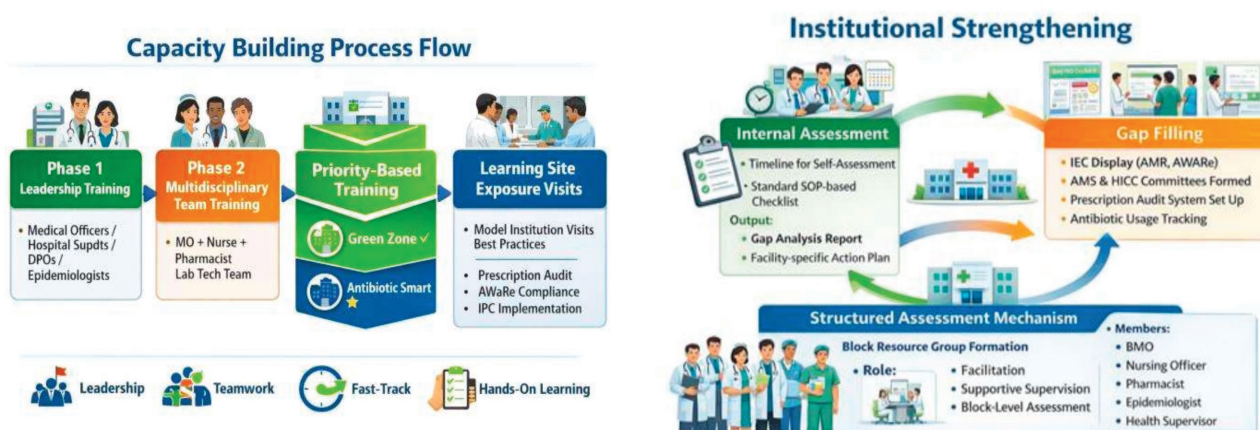 Capacity Building Process Flow
Phase 1
Leadership Training
• Medical Officers /
Hospital Supdts /
DPOs /
Epidemiologists
Phase 2
Multidisciplinary
Team Training
• MO + Nurse +
Pharmacist
Lab Tech Team
Priority-Based
Training
Green Zone ✓
Antibiotic Smart
Learning Site
Exposure Visits
• Model Institution Visits
Best Practices
• Prescription Audit
• AWaRe Compliance
• IPC Implementation
Leadership
Teamwork
Fast-Track
Hands-On Learning
Institutional Strengthening
Internal Assessment
• Timeline for Self-Assessment
• Standard SOP-based
Checklist
Output:
• Gap Analysis Report
• Facility-specific Action Plan
Gap Filling
• IEC Display (AMR, AWARe)
• AMS & HICC Committees Formed
• Prescription Audit System Set Up
• Antibiotic Usage Tracking
Structured Assessment Mechanism
Block Resource Group Formation
• Role:
• Facilitation
• Supportive Supervision
• Block-Level Assessment
• Members:
• BMO
• Nursing Officer
• Pharmacist
• Epidemiologist
• Health Supervisor